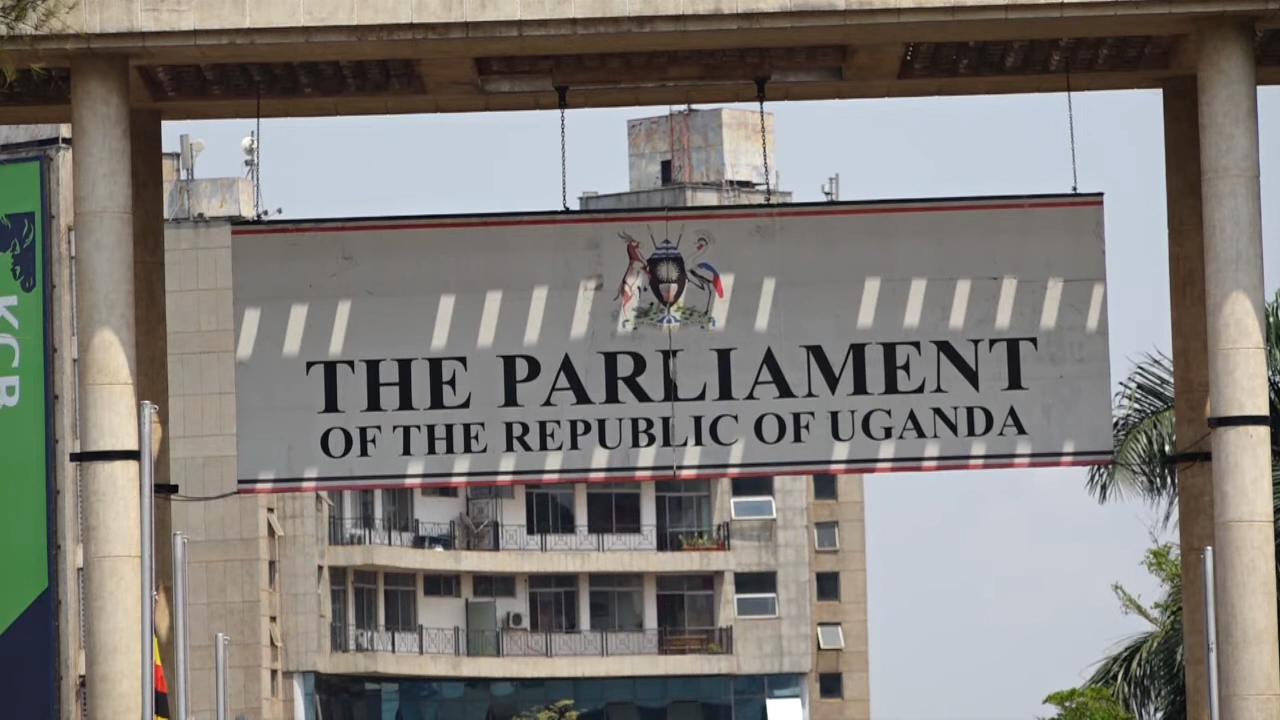 THE PARLIAMENT
OF THE REPUBLIC OF UGANDA
KCB